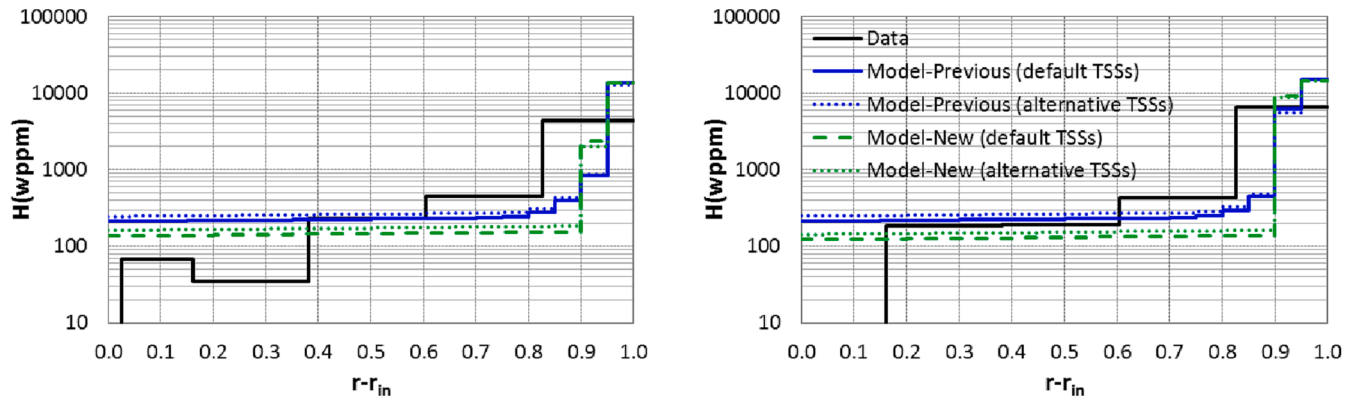 100000
10000
1000
100
10
H(wppm)
0.0 0.1 0.2 0.3 0.4 0.5 0.6 0.7 0.8 0.9 1.0
r-r_in
100000
10000
1000
100
10
H(wppm)
Data
Model-Previous (default TSSs)
Model-Previous (alternative TSSs)
Model-New (default TSSs)
Model-New (alternative TSSs)
0.0 0.1 0.2 0.3 0.4 0.5 0.6 0.7 0.8 0.9 1.0
r-r_in